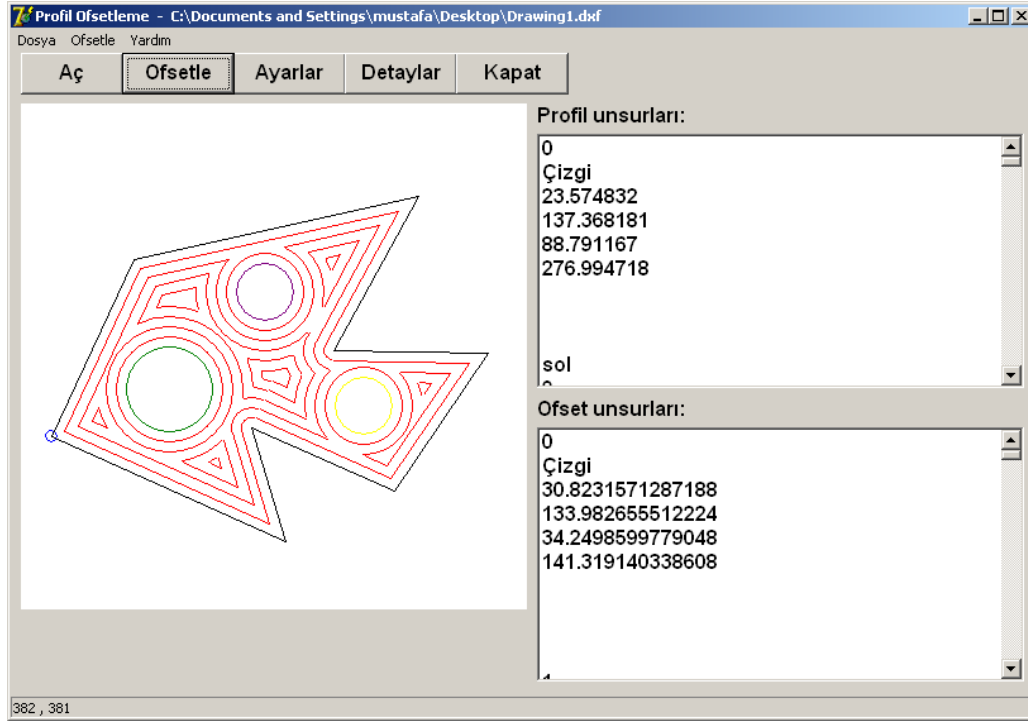 Profil Ofsetleme - C:\Documents and Settings\mustafa\Desktop\Drawing1.dxf
Dosya Ofsetle Yardım
Aç Ofsetle Ayarlar Detaylar Kapat
Profil unsurları:
0
Çizgi
23.574832
137.368181
88.791167
276.994718
sol
Ofset unsurları:
0
Çizgi
30.8231571287188
133.982655512224
34.2498599779048
141.319140338608
382 , 381